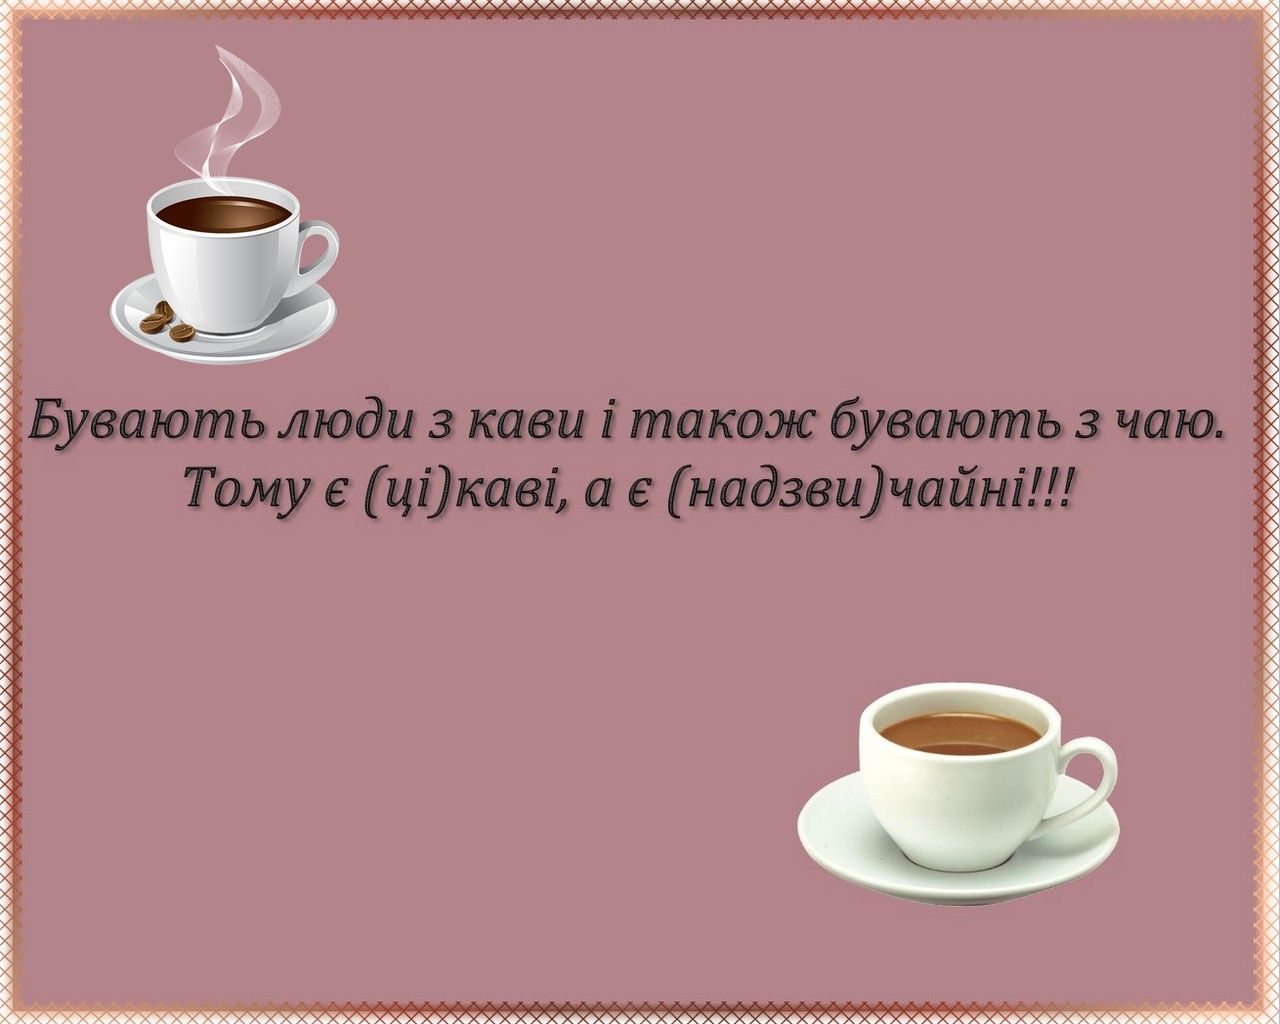 Бувають люди з кави і також бувають з чаю.
Тому є (ці)каві, а є (надзви)чайні!!!